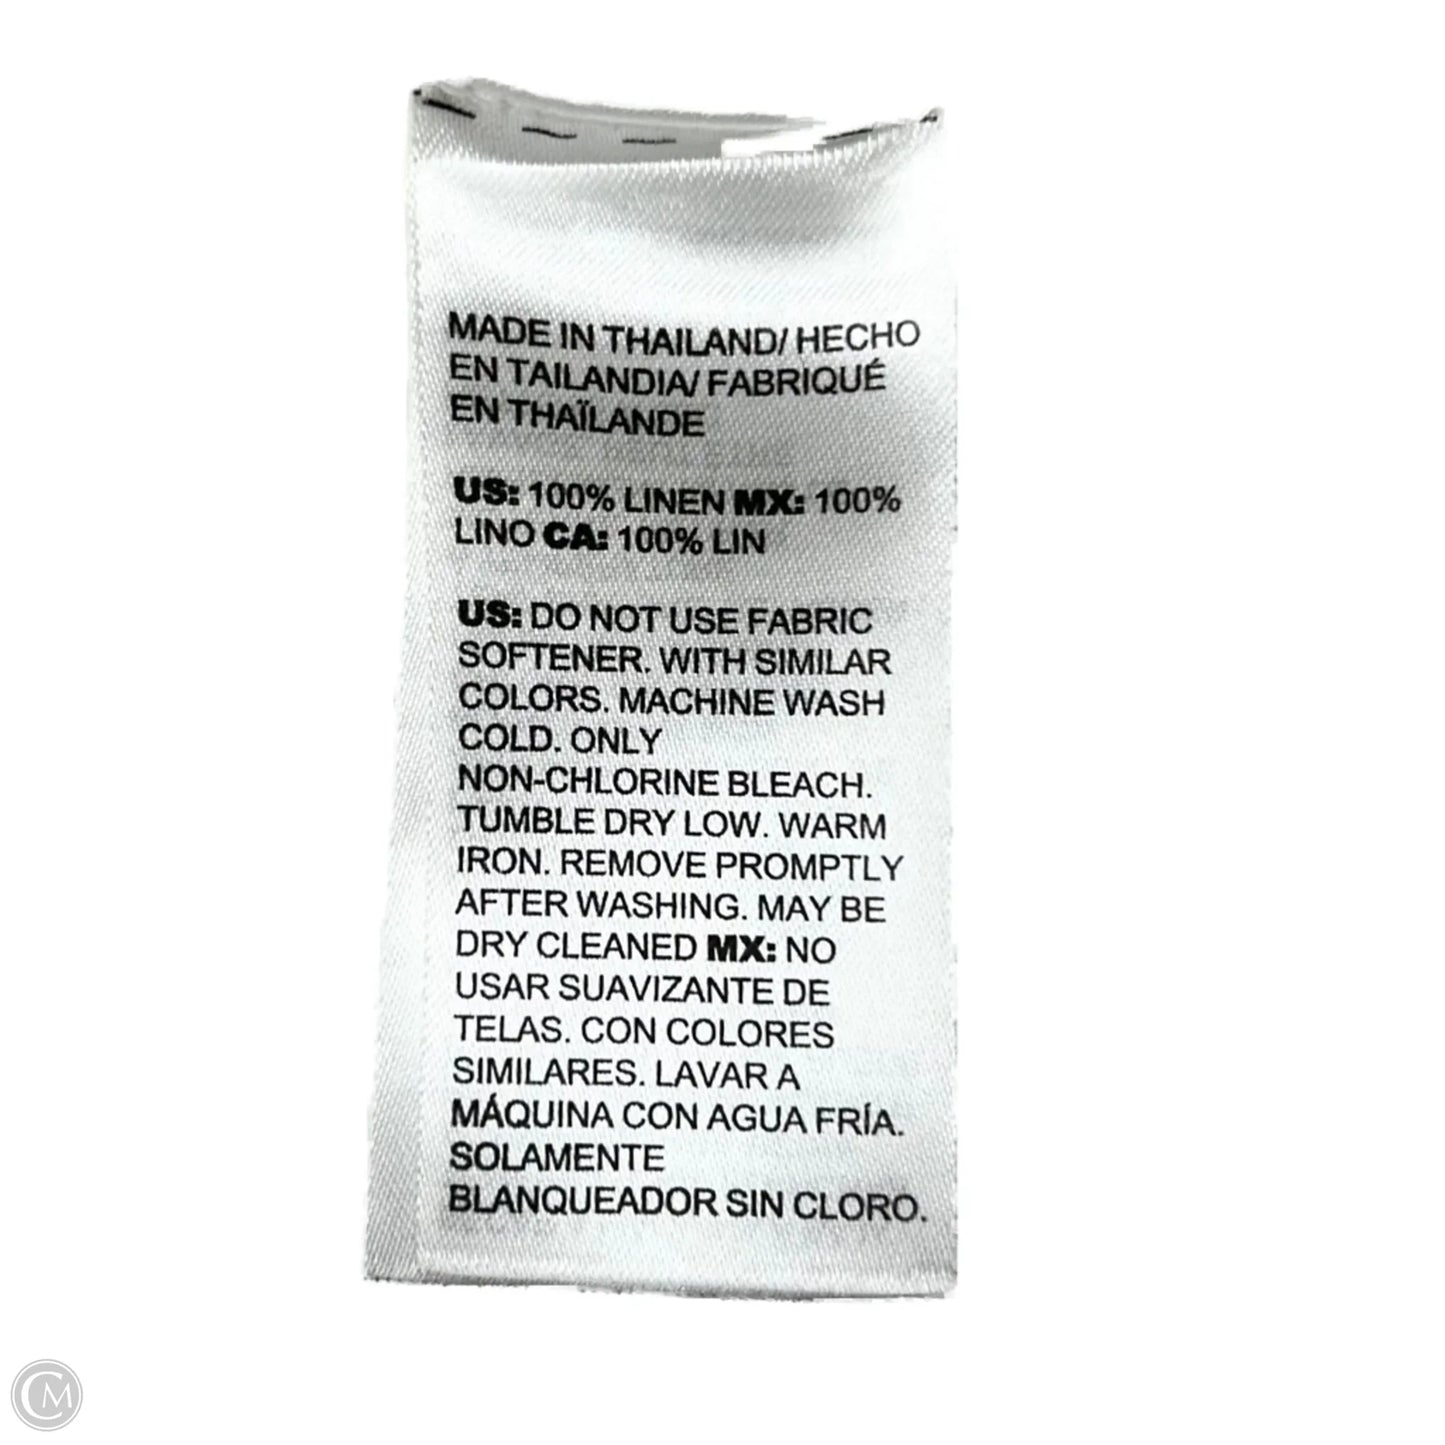 MADE IN THAILAND/ HECHO
EN TAILANDIA/ FABRIQUÉ
EN THAÏLANDE
US: 100% LINEN MX: 100%
LINO CA: 100% LIN
US: DO NOT USE FABRIC
SOFTENER. WITH SIMILAR
COLORS. MACHINE WASH
COLD. ONLY
NON-CHLORINE BLEACH.
TUMBLE DRY LOW. WARM
IRON. REMOVE PROMPTLY
AFTER WASHING. MAY BE
DRY CLEANED MX: NO
USAR SUAVIZANTE DE
TELAS. CON COLORES
SIMILARES. LAVAR A
MÁQUINA CON AGUA FRÍA.
SOLAMENTE
BLANQUEADOR SIN CLORO.
CM